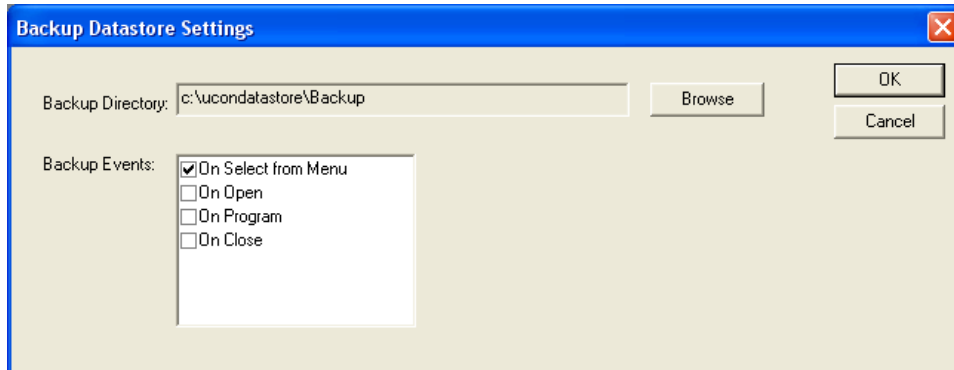 Backup Datastore Settings
Backup Directory: c:\ucondatastore\Backup Browse OK
Cancel
Backup Events: On Select from Menu
On Open
On Program
On Close